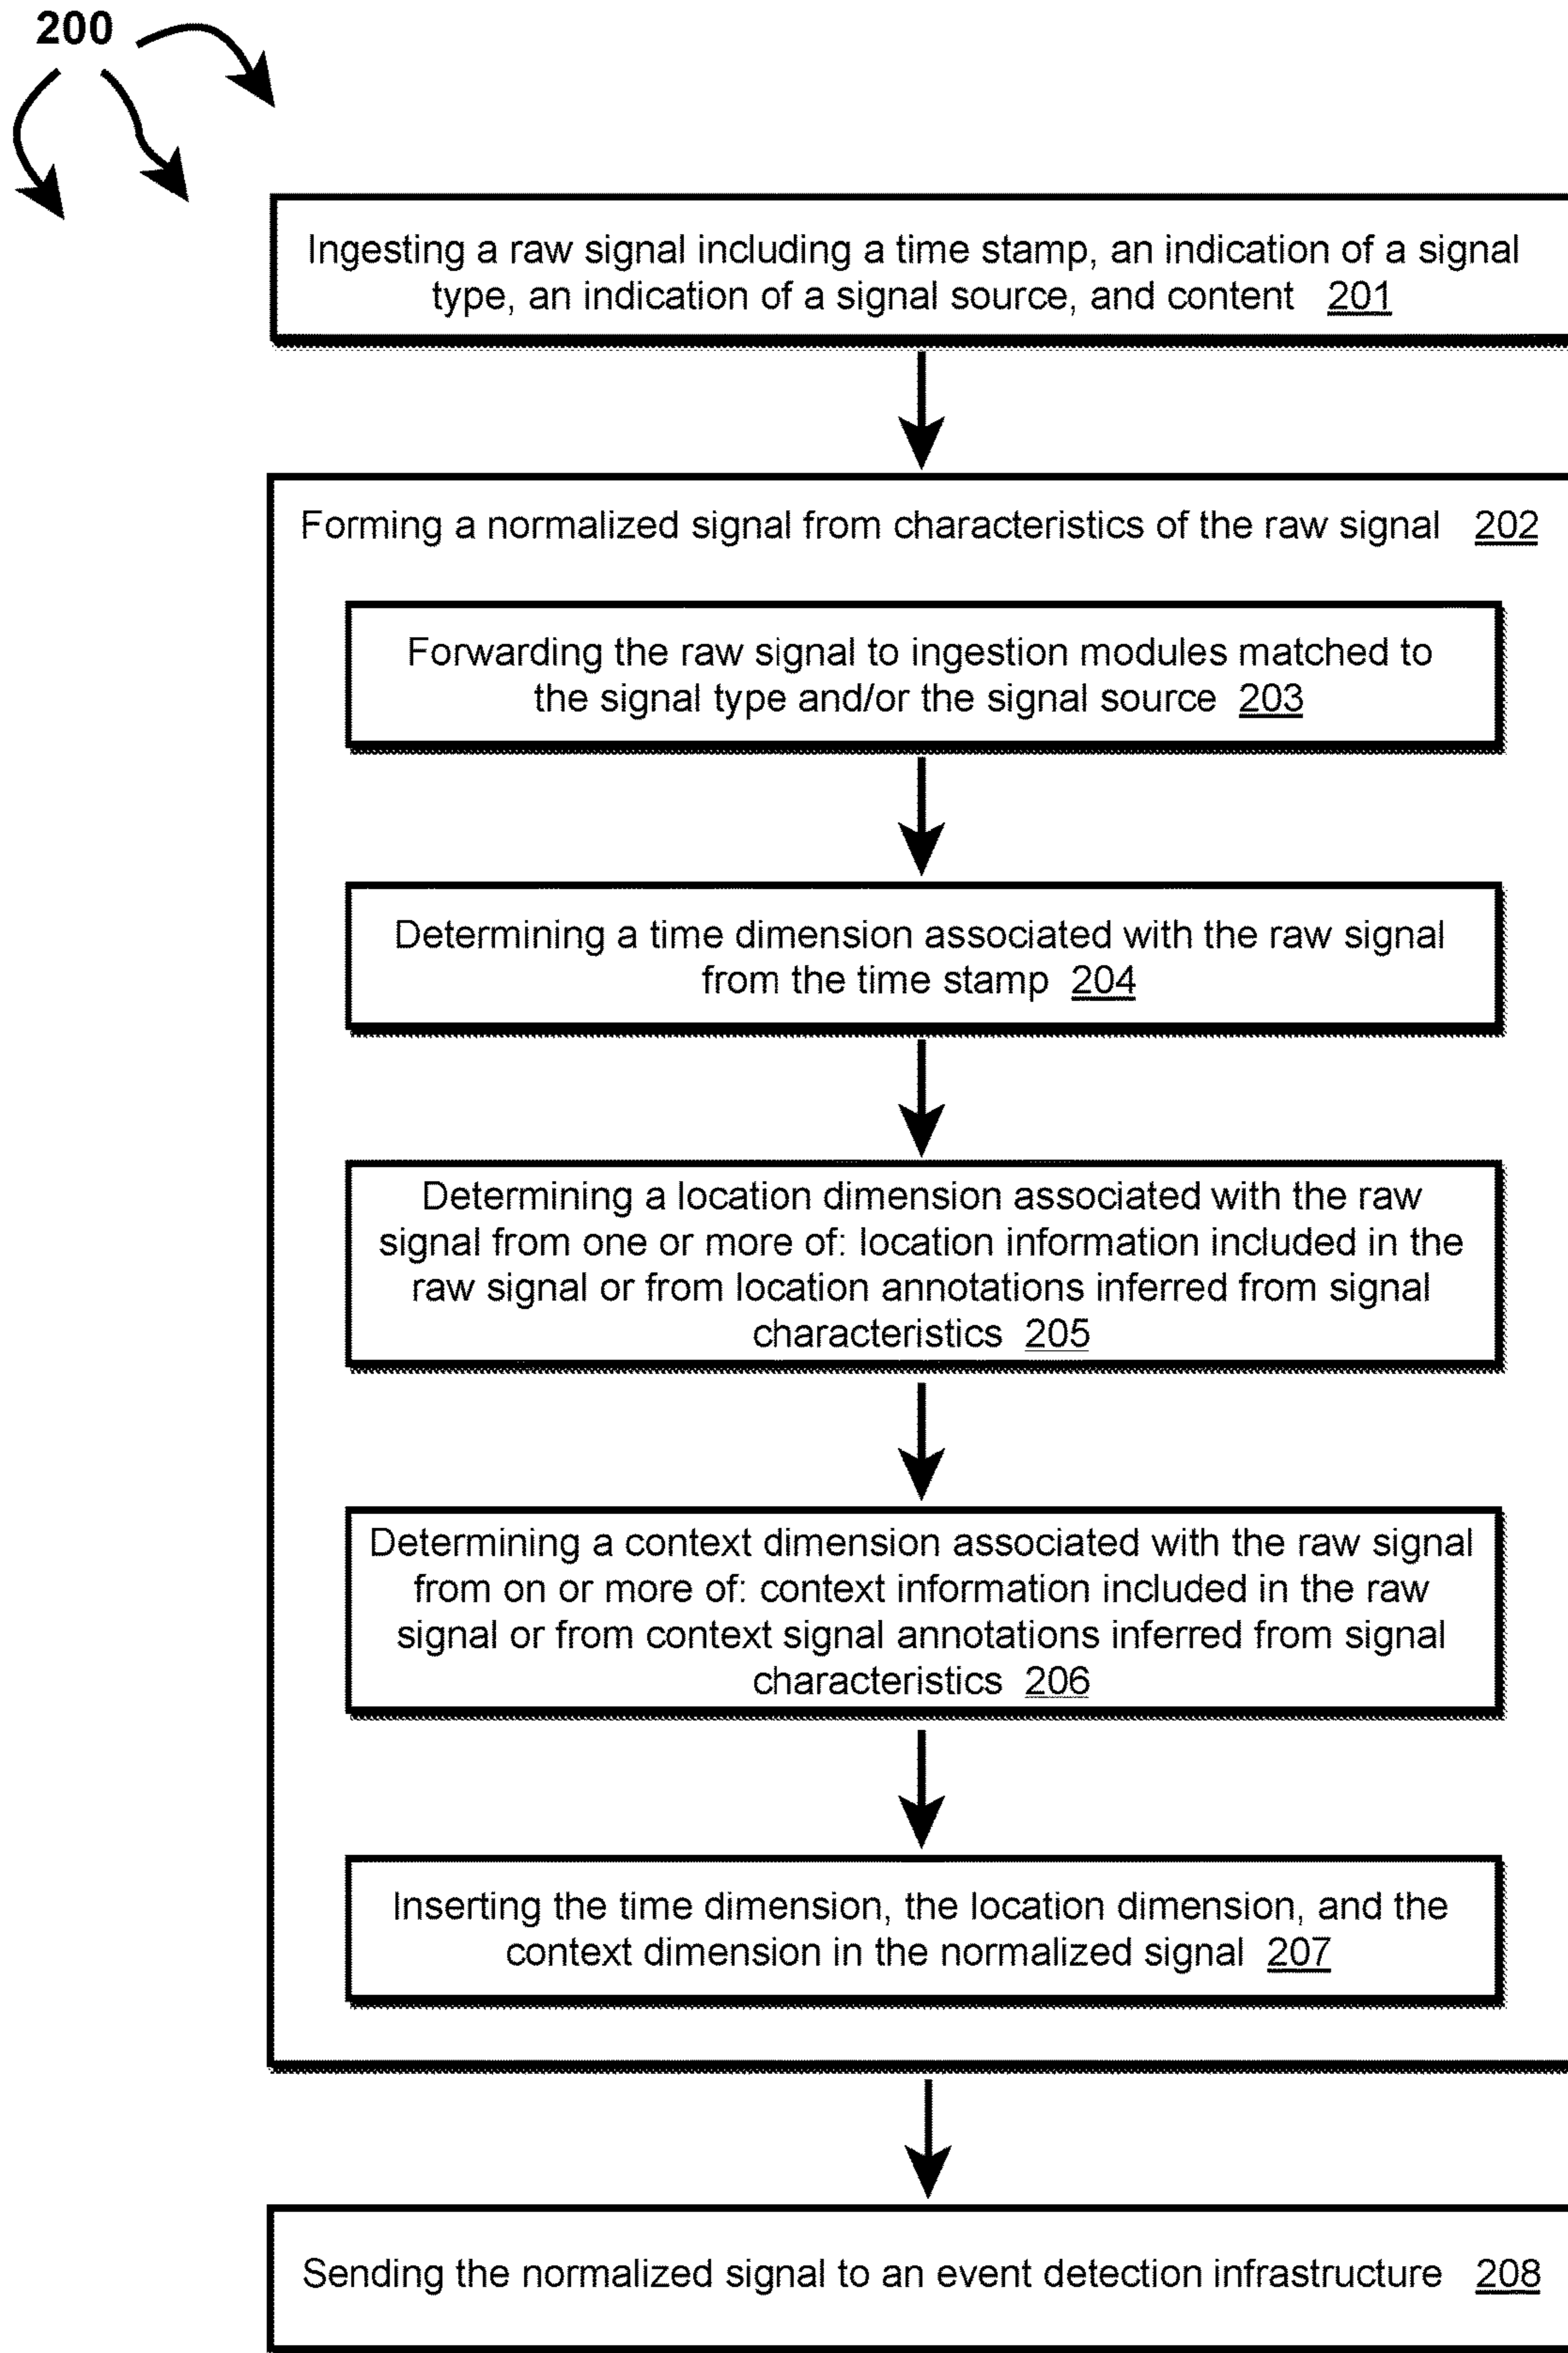 200
Ingesting a raw signal including a time stamp, an indication of a signal
type, an indication of a signal source, and content 201
Forming a normalized signal from characteristics of the raw signal 202
Forwarding the raw signal to ingestion modules matched to
the signal type and/or the signal source 203
Determining a time dimension associated with the raw signal
from the time stamp 204
Determining a location dimension associated with the raw
signal from one or more of: location information included in the
raw signal or from location annotations inferred from signal
characteristics 205
Determining a context dimension associated with the raw signal
from on or more of: context information included in the raw
signal or from context signal annotations inferred from signal
characteristics 206
Inserting the time dimension, the location dimension, and the
context dimension in the normalized signal 207
Sending the normalized signal to an event detection infrastructure 208